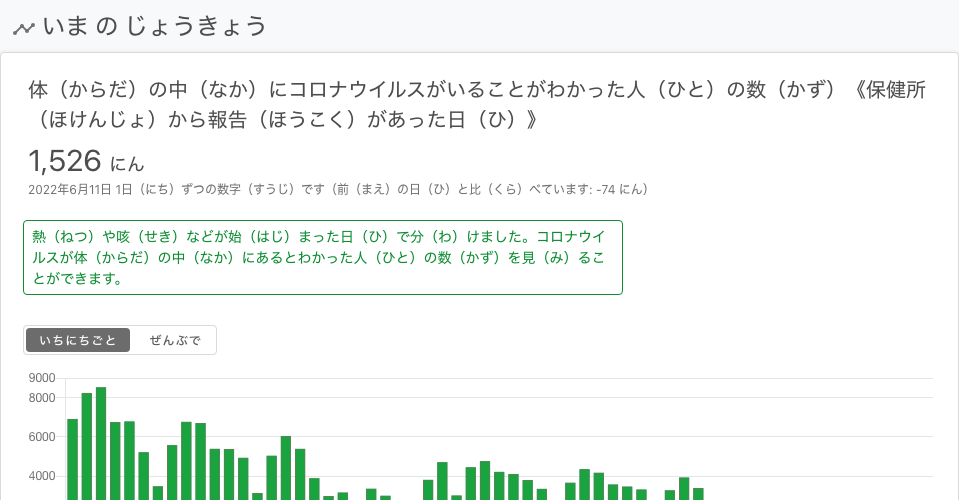 いま の じょうきょう
体（からだ）の中（なか）にコロナウイルスがいることがわかった人（ひと）の数（かず）《保健所
（ほけんじょ）から報告（ほうこく）があった日（ひ）》
1,526 にん
2022年6月11日 1日（にち）ずつの数字（すうじ）です（前（まえ）の日（ひ）と比（くら）べています: -74 にん）
熱（ねつ）や咳（せき）などが始（はじ）まった日（ひ）で分（わ）けました。コロナウイ
ルスが体（からだ）の中（なか）にあるとわかった人（ひと）の数（かず）を見（み）るこ
とができます。
いちにちごと ぜんぶで
9000
8000
6000
4000